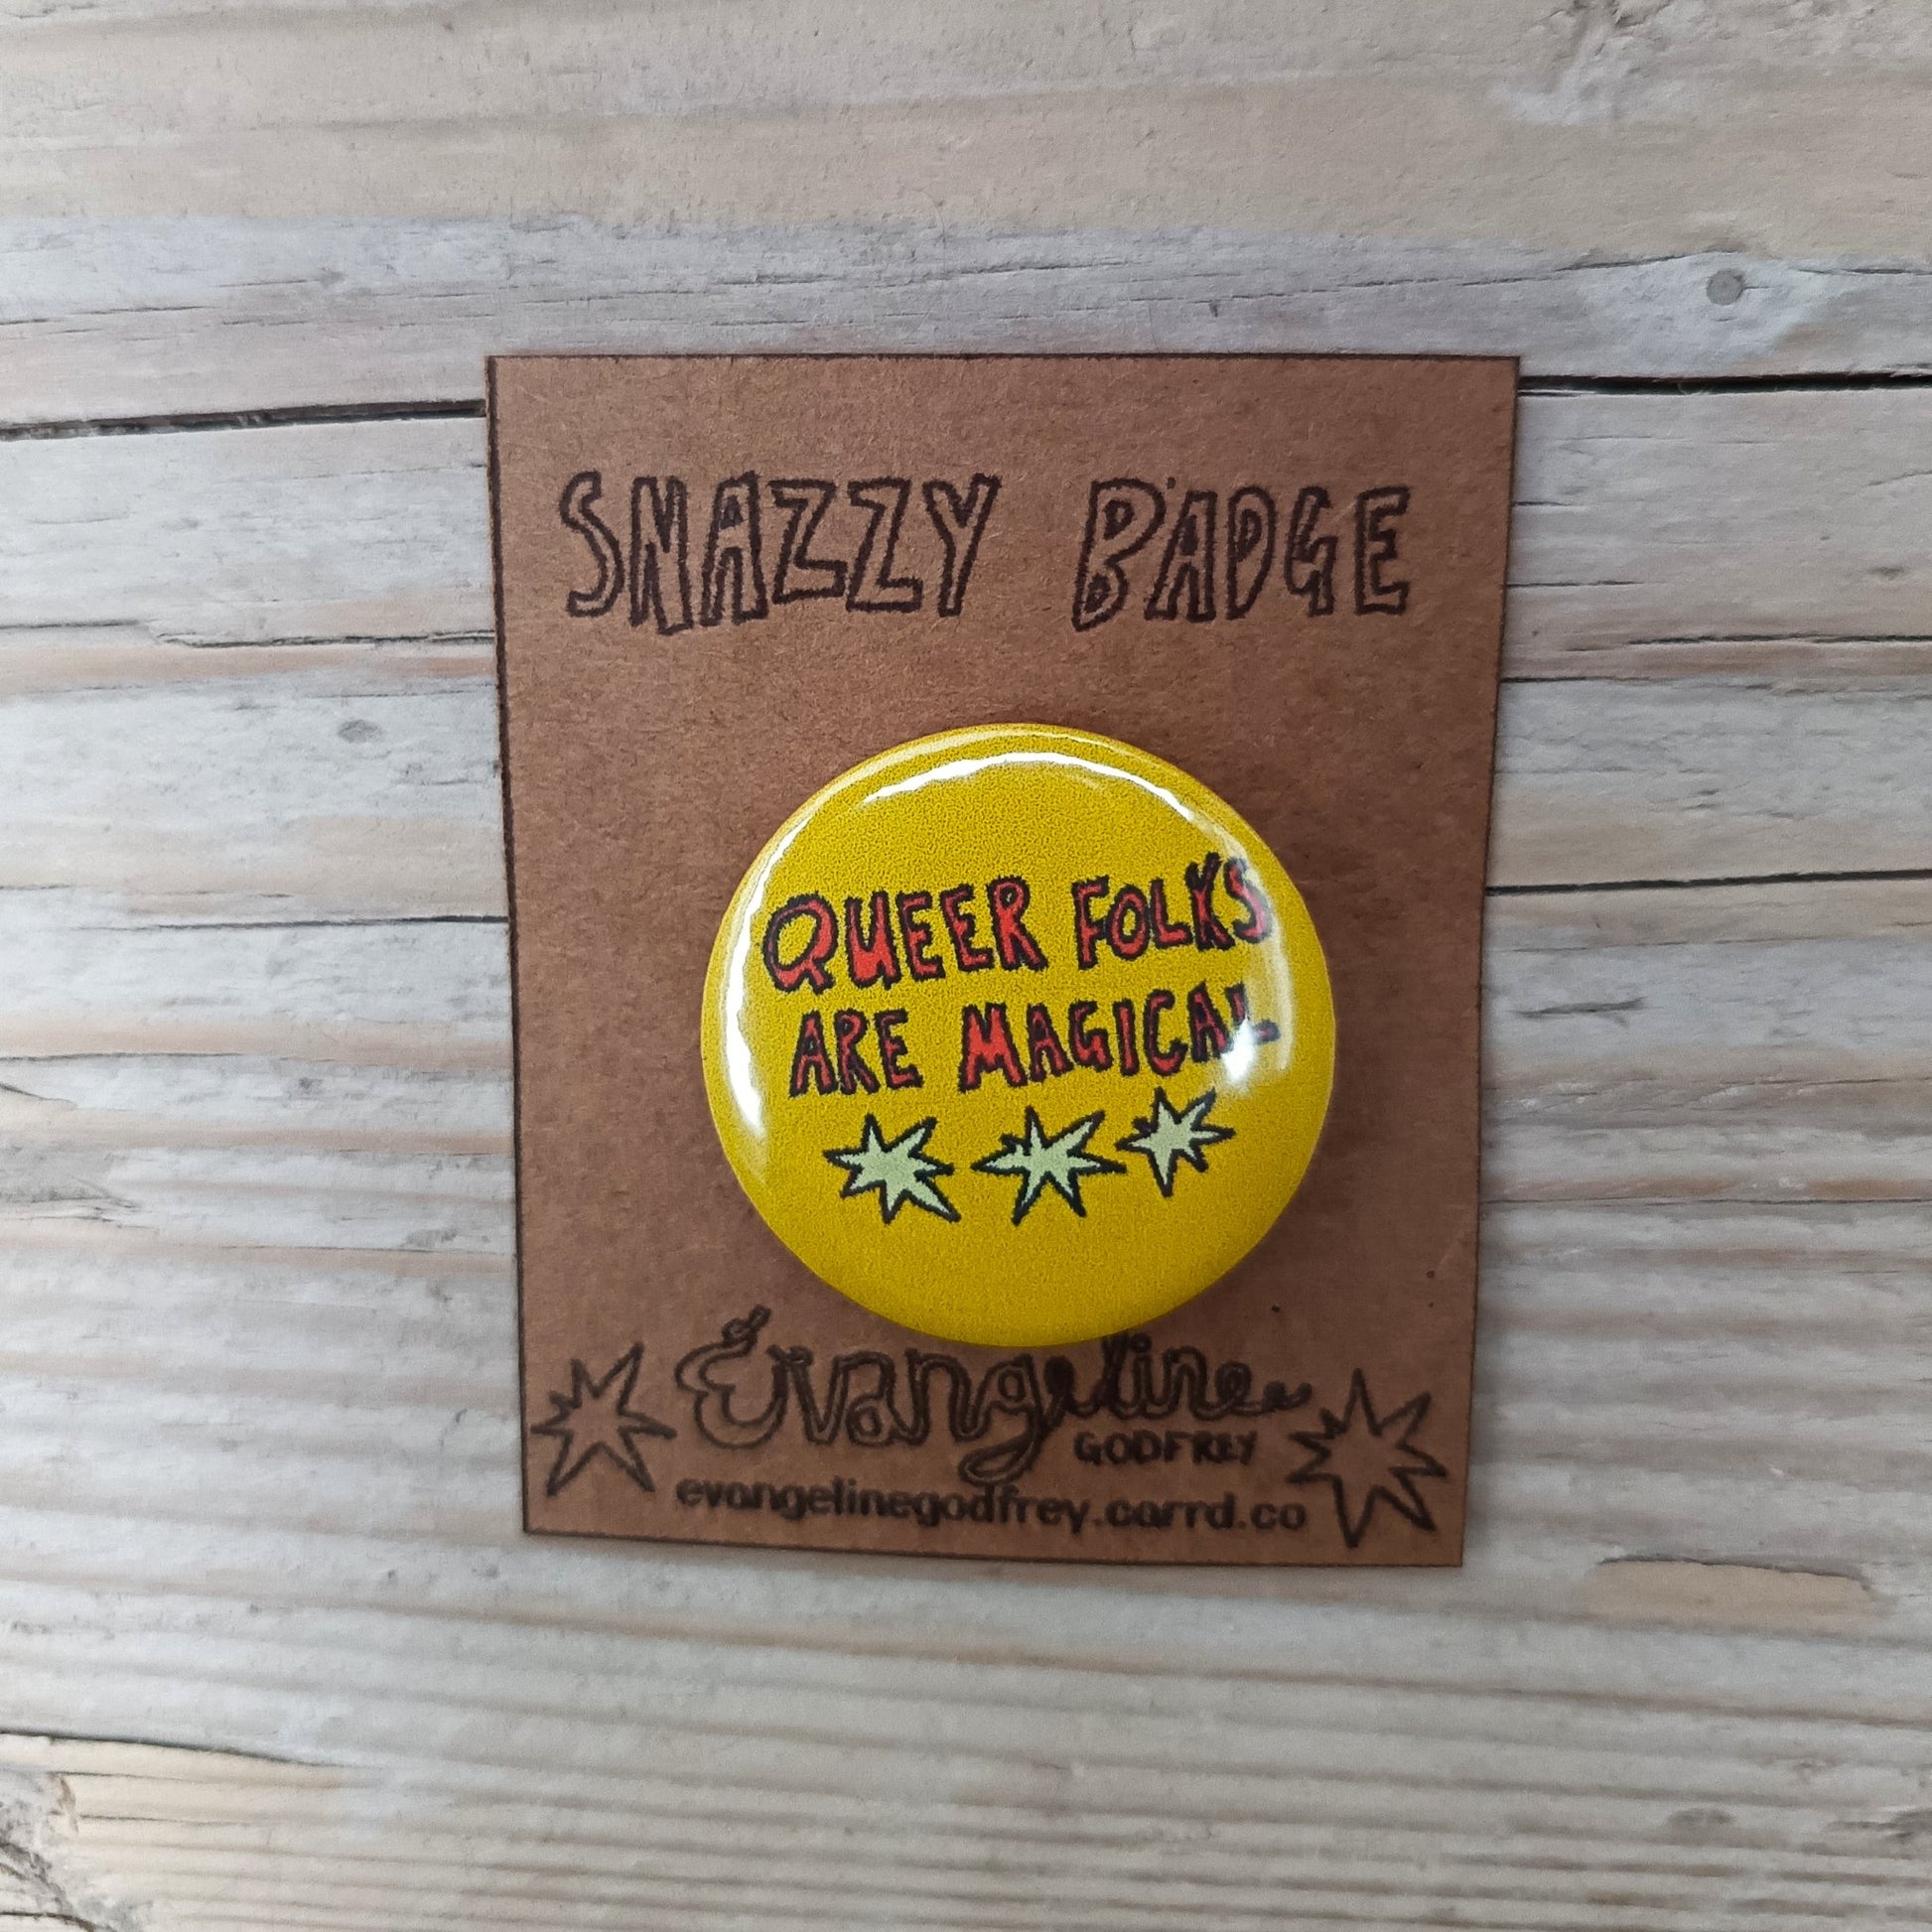 SNAZZY BADGE
QUEER FOLKS
ARE MAGICAL
Evangeline
GODFREY
evangelinegodfrey.carrd.co